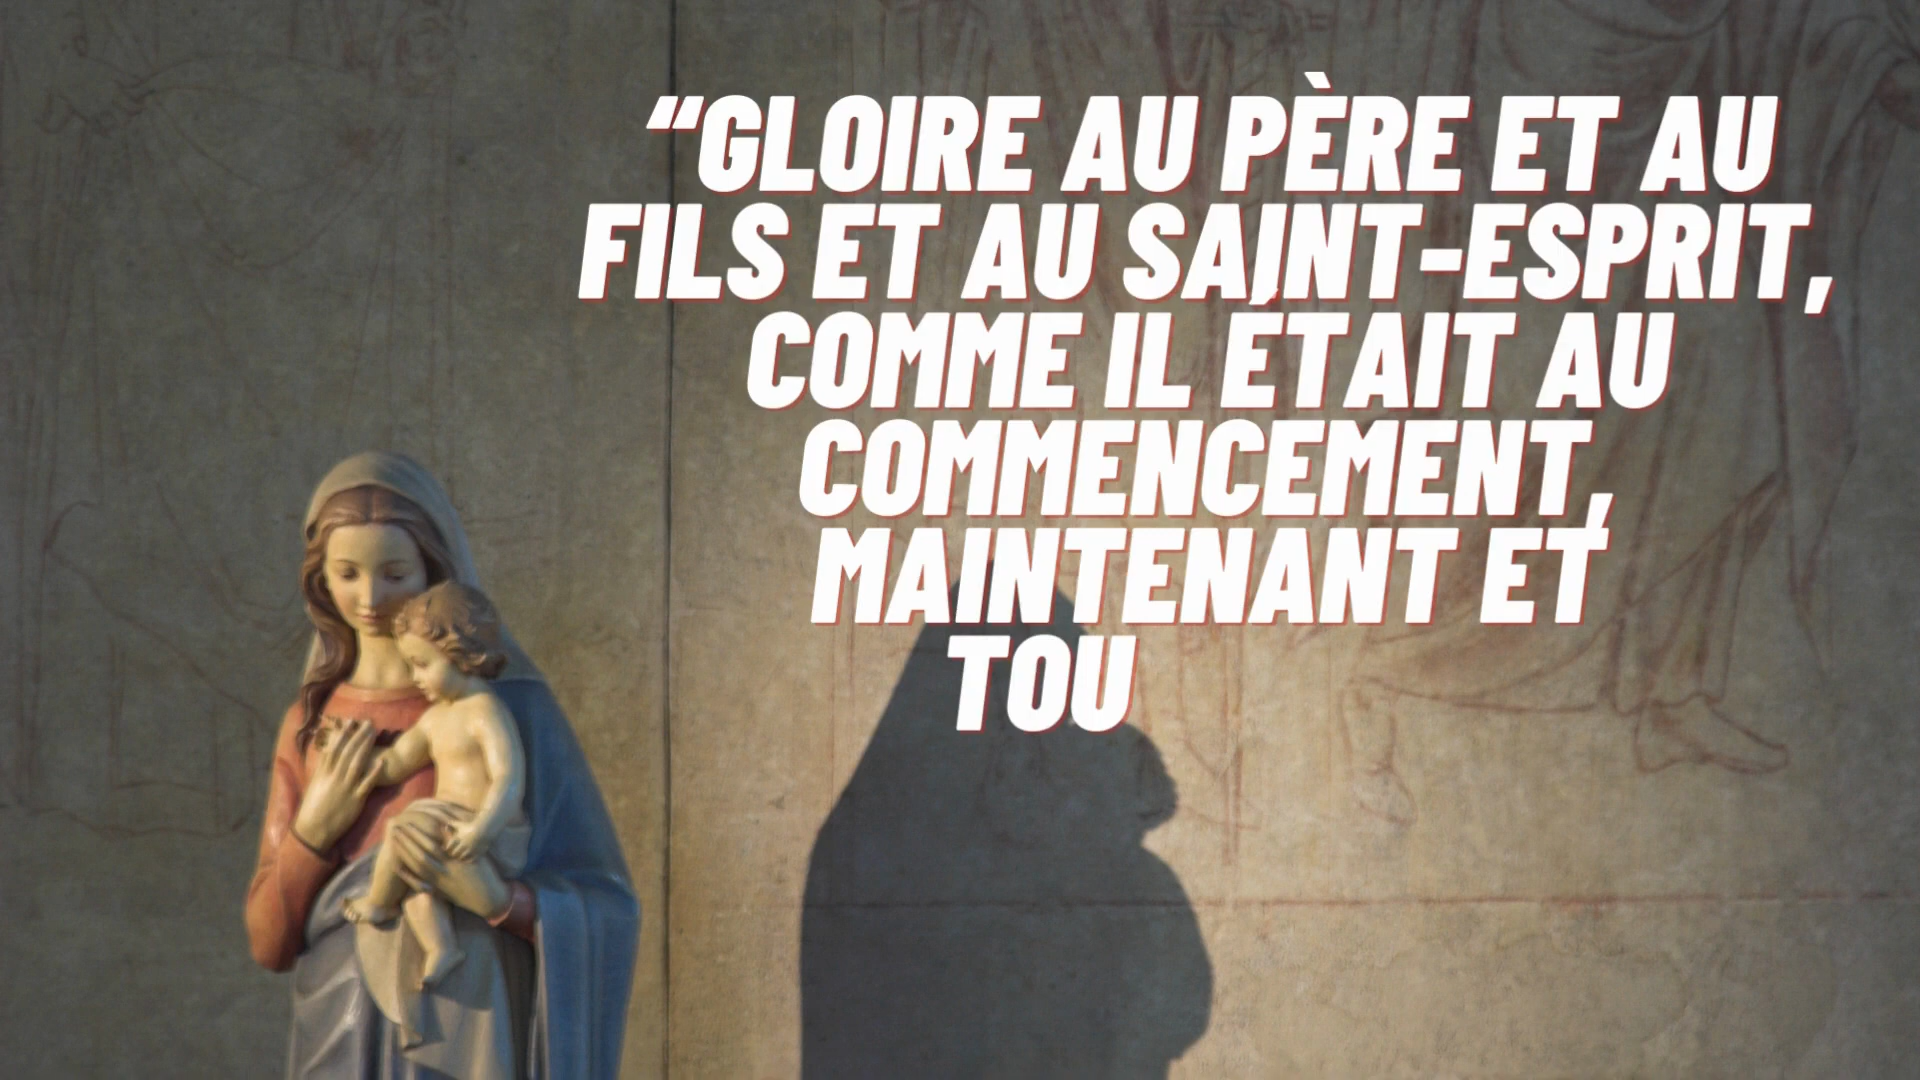 “GLOIRE AU PÈRE ET AU
FILS ET AU SAINT-ESPRIT,
COMME IL ÉTAIT AU
COMMENCEMENT,
MAINTENANT ET
TOU